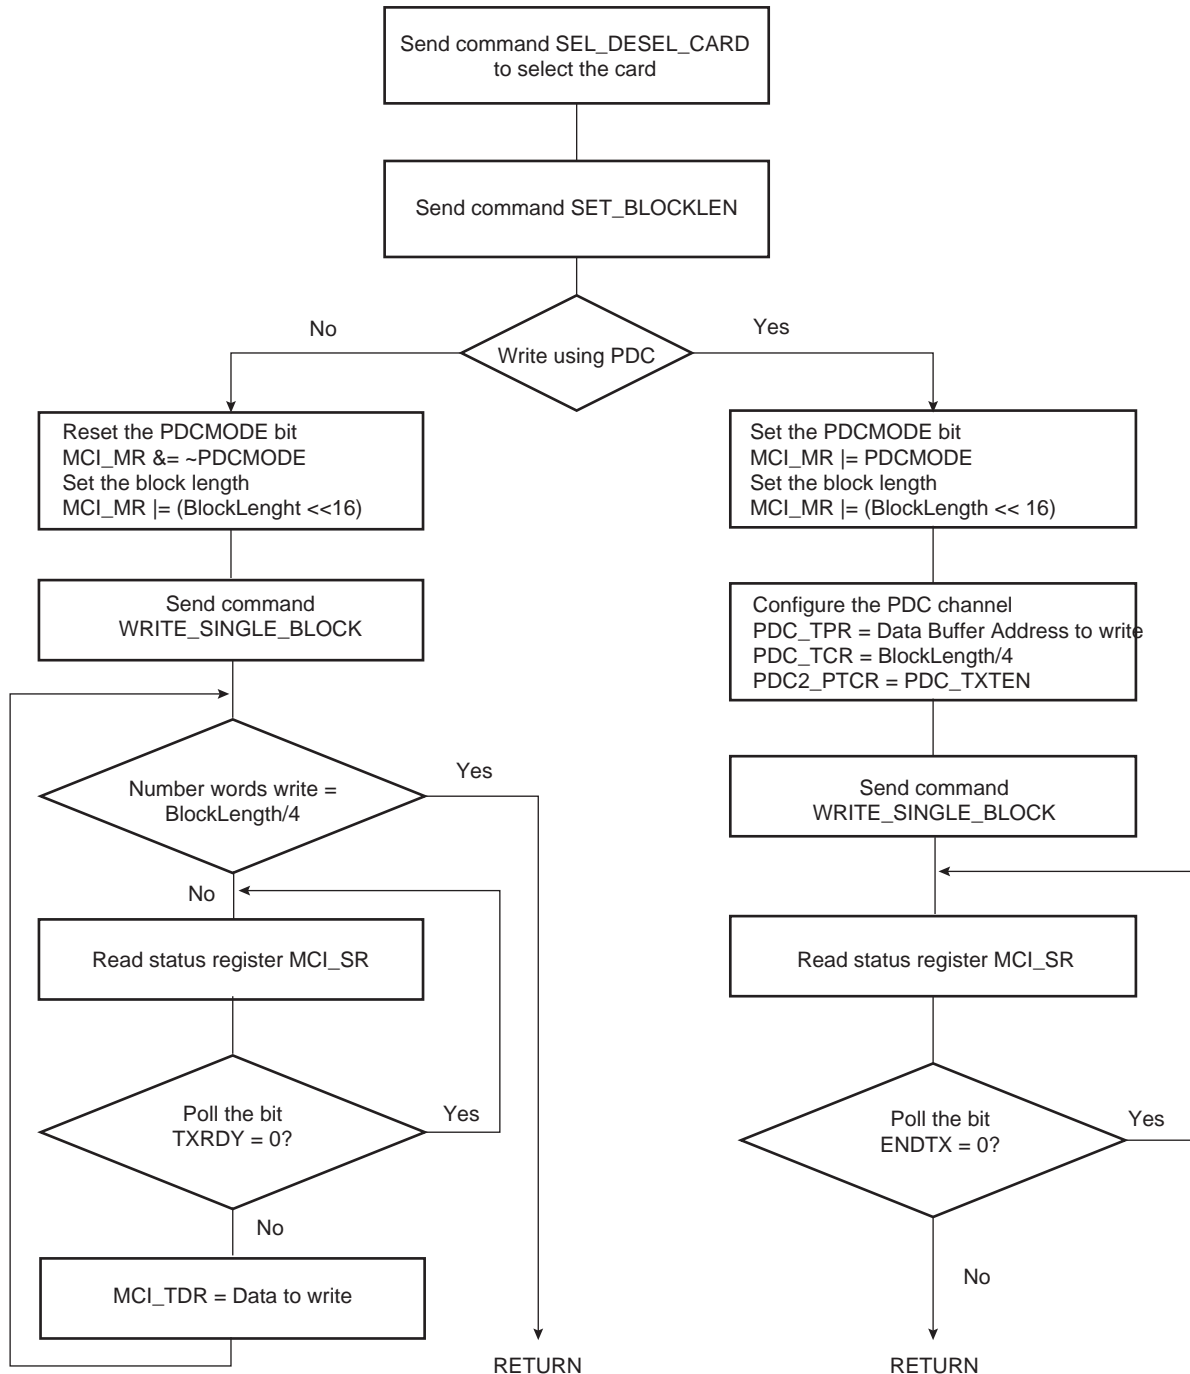 Send command SEL_DESEL_CARD
to select the card
Send command SET_BLOCKLEN
No
Yes
Write using PDC
Reset the PDCMODE bit
MCI_MR &= ~PDCMODE
Set the block length
MCI_MR |= (BlockLenght <<16)
Send command
WRITE_SINGLE_BLOCK
Number words write =
BlockLength/4
Yes
No
Read status register MCI_SR
Poll the bit
TXRDY = 0?
Yes
No
MCI_TDR = Data to write
RETURN
Set the PDCMODE bit
MCI_MR |= PDCMODE
Set the block length
MCI_MR |= (BlockLength << 16)
Configure the PDC channel
PDC_TPR = Data Buffer Address to write
PDC_TCR = BlockLength/4
PDC2_PTCR = PDC_TXTEN
Send command
WRITE_SINGLE_BLOCK
Read status register MCI_SR
Poll the bit
ENDTX = 0?
Yes
No
RETURN